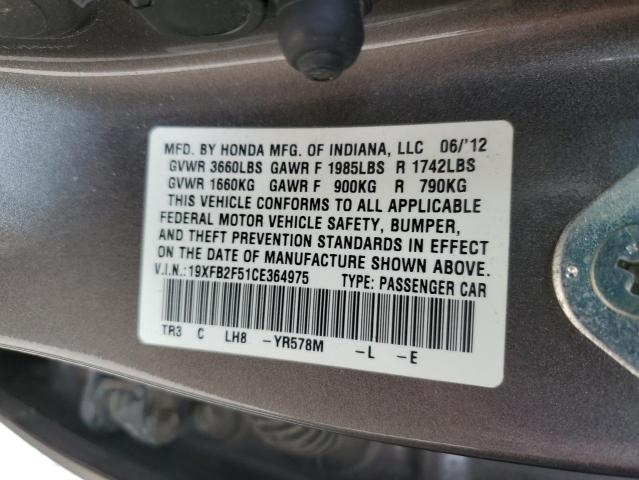 MFD. BY HONDA MFG. OF INDIANA, LLC 06/'12
GVWR 3660LBS GAWR F 1985LBS R 1742LBS
GVWR 1660KG GAWR F 900KG R 790KG
THIS VEHICLE CONFORMS TO ALL APPLICABLE
FEDERAL MOTOR VEHICLE SAFETY, BUMPER,
AND THEFT PREVENTION STANDARDS IN EFFECT
ON THE DATE OF MANUFACTURE SHOWN ABOVE.
V.I.N.:19XFB2F51CE364975 TYPE: PASSENGER CAR
TR3 C LH8 -YR578M -L -E